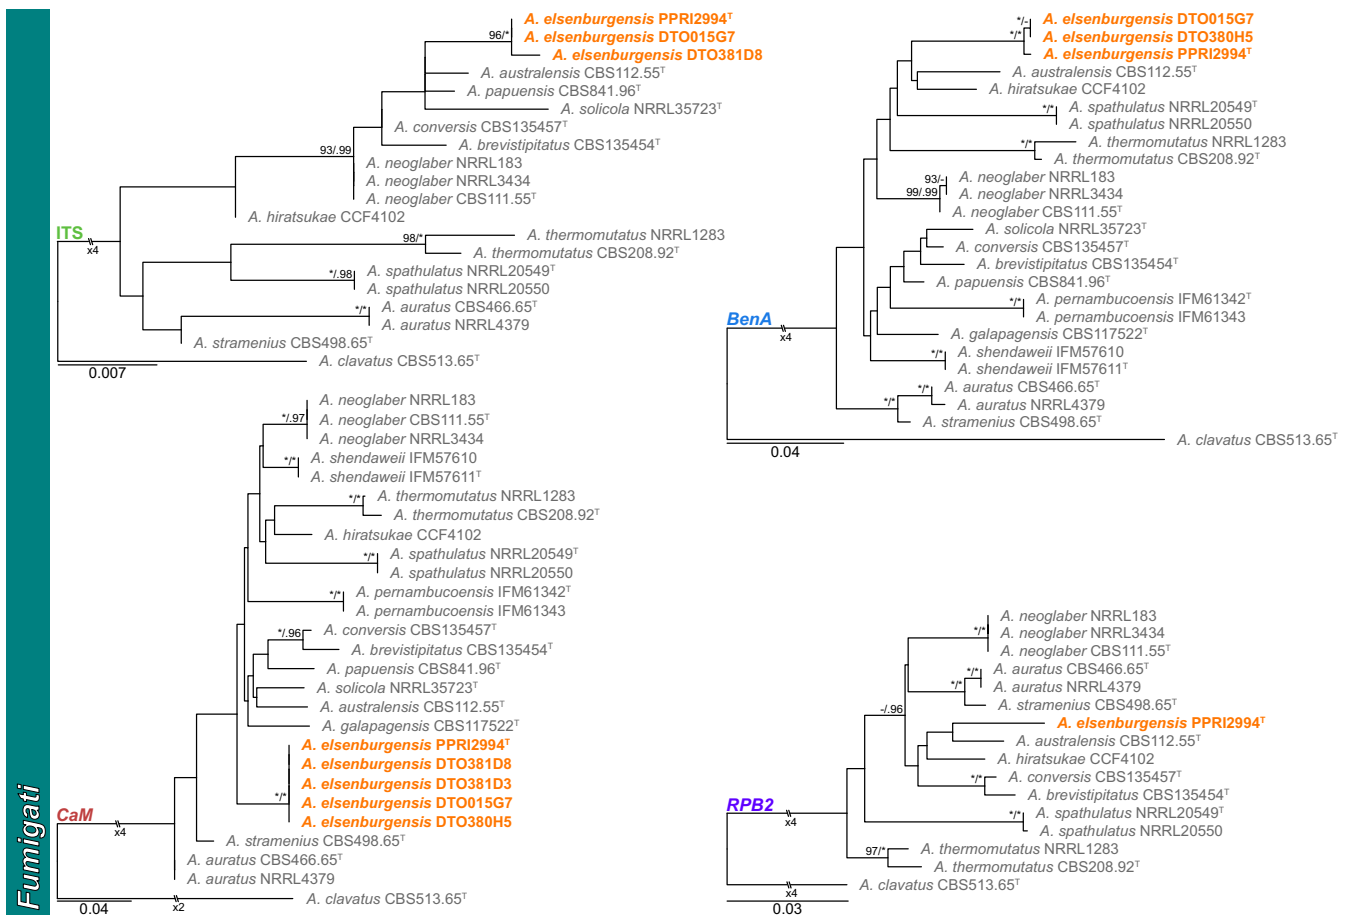 Fumigati
ITS
x4
96/*
93/.99
98/*
*/.98
*/*
A. elsenburgensis PPRI2994ᵀ
A. elsenburgensis DTO015G7
A. elsenburgensis DTO381D8
A. australensis CBS112.55ᵀ
A. papuensis CBS841.96ᵀ
A. solicola NRRL35723ᵀ
A. conversis CBS135457ᵀ
A. brevistipitatus CBS135454ᵀ
A. neoglaber NRRL183
A. neoglaber NRRL3434
A. neoglaber CBS111.55ᵀ
A. hiratsukae CCF4102
A. thermomutatus NRRL1283
A. thermomutatus CBS208.92ᵀ
A. spathulatus NRRL20549ᵀ
A. spathulatus NRRL20550
A. auratus CBS466.65ᵀ
A. auratus NRRL4379
A. stramenius CBS498.65ᵀ
A. clavatus CBS513.65ᵀ
0.007
BenA
x4
*/-
*/*
*/*
*/*
93/-
99/.99
*/*
*/*
*/*
*/*
A. elsenburgensis DTO015G7
A. elsenburgensis DTO380H5
A. elsenburgensis PPRI2994ᵀ
A. australensis CBS112.55ᵀ
A. hiratsukae CCF4102
A. spathulatus NRRL20549ᵀ
A. spathulatus NRRL20550
A. thermomutatus NRRL1283
A. thermomutatus CBS208.92ᵀ
A. neoglaber NRRL183
A. neoglaber NRRL3434
A. neoglaber CBS111.55ᵀ
A. solicola NRRL35723ᵀ
A. conversis CBS135457ᵀ
A. brevistipitatus CBS135454ᵀ
A. papuensis CBS841.96ᵀ
A. pernambucoensis IFM61342ᵀ
A. pernambucoensis IFM61343
A. galapagensis CBS117522ᵀ
A. shendaweii IFM57610
A. shendaweii IFM57611ᵀ
A. auratus CBS466.65ᵀ
A. auratus NRRL4379
A. stramenius CBS498.65ᵀ
A. clavatus CBS513.65ᵀ
0.04
CaM
x4
*/.97
*/*
*/*
*/*
*/*
*/.96
*/*
A. neoglaber NRRL183
A. neoglaber CBS111.55ᵀ
A. neoglaber NRRL3434
A. shendaweii IFM57610
A. shendaweii IFM57611ᵀ
A. thermomutatus NRRL1283
A. thermomutatus CBS208.92ᵀ
A. hiratsukae CCF4102
A. spathulatus NRRL20549ᵀ
A. spathulatus NRRL20550
A. pernambucoensis IFM61342ᵀ
A. pernambucoensis IFM61343
A. conversis CBS135457ᵀ
A. brevistipitatus CBS135454ᵀ
A. papuensis CBS841.96ᵀ
A. solicola NRRL35723ᵀ
A. australensis CBS112.55ᵀ
A. galapagensis CBS117522ᵀ
A. elsenburgensis PPRI2994ᵀ
A. elsenburgensis DTO381D8
A. elsenburgensis DTO381D3
A. elsenburgensis DTO015G7
A. elsenburgensis DTO380H5
A. stramenius CBS498.65ᵀ
A. auratus CBS466.65ᵀ
A. auratus NRRL4379
A. clavatus CBS513.65ᵀ
x2
0.04
RPB2
x4
*/*
*/*
*/*
-/.96
*/*
*/*
97/*
A. neoglaber NRRL183
A. neoglaber NRRL3434
A. neoglaber CBS111.55ᵀ
A. auratus CBS466.65ᵀ
A. auratus NRRL4379
A. stramenius CBS498.65ᵀ
A. elsenburgensis PPRI2994ᵀ
A. australensis CBS112.55ᵀ
A. hiratsukae CCF4102
A. conversis CBS135457ᵀ
A. brevistipitatus CBS135454ᵀ
A. spathulatus NRRL20549ᵀ
A. spathulatus NRRL20550
A. thermomutatus NRRL1283
A. thermomutatus CBS208.92ᵀ
A. clavatus CBS513.65ᵀ
x4
0.03